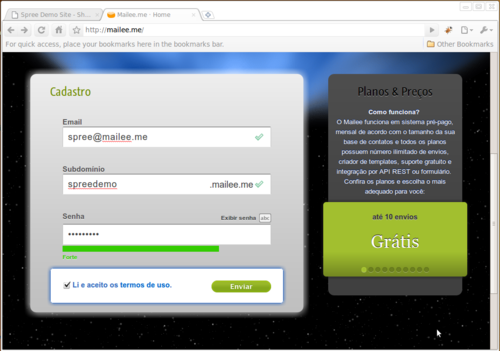 Spree Demo Site - Sh...
Mailee.me · Home
http://mailee.me/
For quick access, place your bookmarks here in the bookmarks bar.
Other Bookmarks
Cadastro
Email
spree@mailee.me
Subdomínio
spreedemo
.mailee.me
Senha
Exibir senha
abc
•••••••••
Forte
Li e aceito os termos de uso.
Enviar
Planos & Preços
Como funciona?
O Mailee funciona em sistema pré-pago,
mensal de acordo com o tamanho da sua
base de contatos e todos os planos
possuem número ilimitado de envios,
criador de templates, suporte gratuito e
integração por API REST ou formulário.
Confira os planos e escolha o mais
adequado para você:
até 10 envios
Grátis